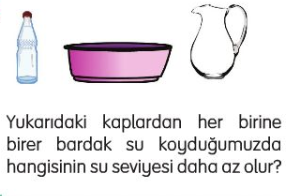 Yukarıdaki kaplardan her birine
birer bardak su koyduğumuzda
hangisinin su seviyesi daha az olur?